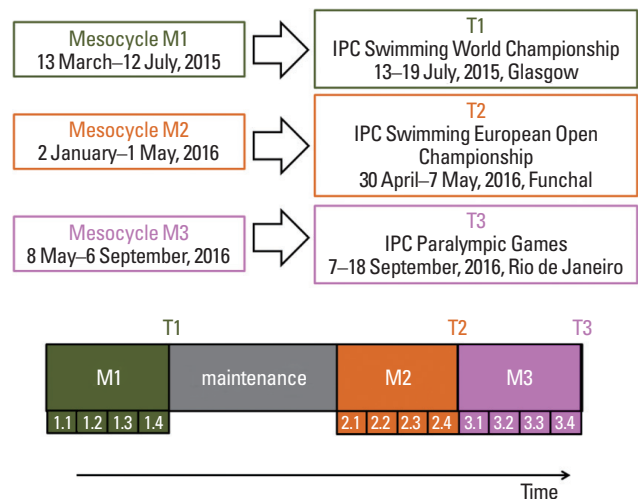 Mesocycle M1
13 March–12 July, 2015
T1
IPC Swimming World Championship
13–19 July, 2015, Glasgow
Mesocycle M2
2 January–1 May, 2016
T2
IPC Swimming European Open
Championship
30 April–7 May, 2016, Funchal
Mesocycle M3
8 May–6 September, 2016
T3
IPC Paralympic Games
7–18 September, 2016, Rio de Janeiro
T1 T2 T3
M1 maintenance M2 M3
1.1 1.2 1.3 1.4 2.1 2.2 2.3 2.4 3.1 3.2 3.3 3.4
Time